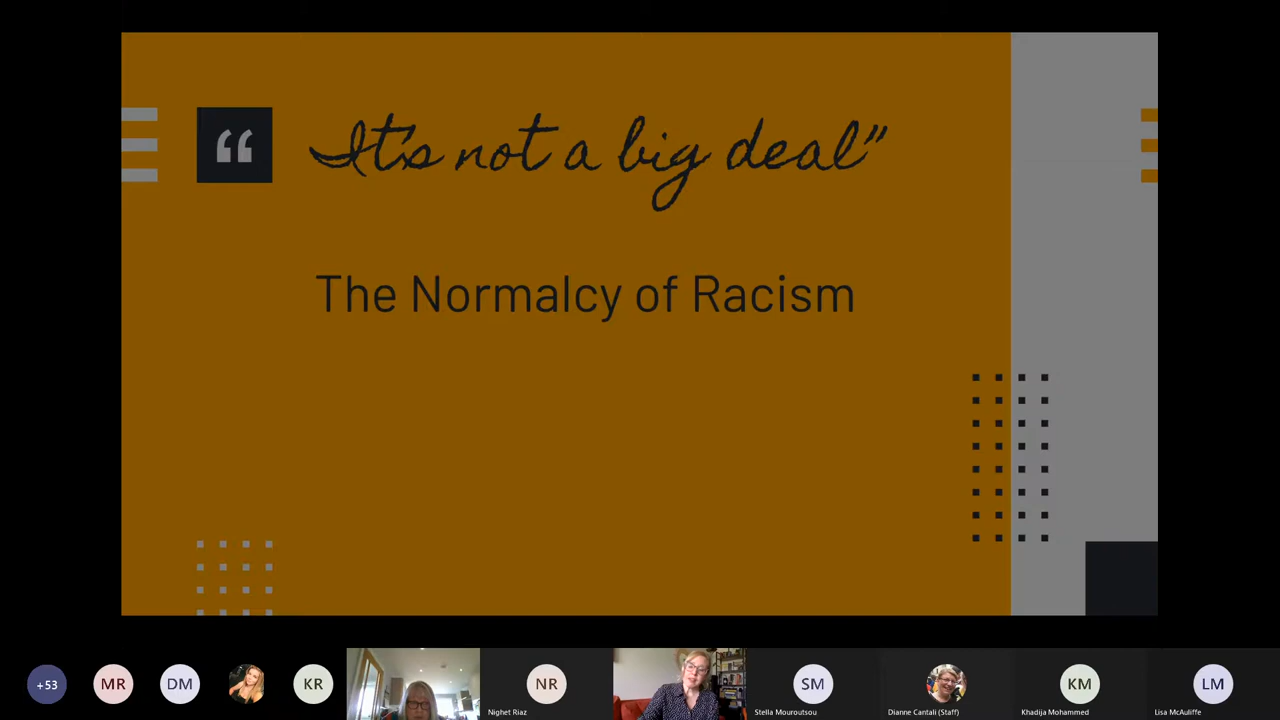 “ It's not a big deal”
The Normalcy of Racism
+53
MR
DM
KR
NR
Nighet Riaz
SM
Stella Mouroutsou
Dianne Cantali (Staff)
KM
Khadija Mohammed
LM
Lisa McAuliffe